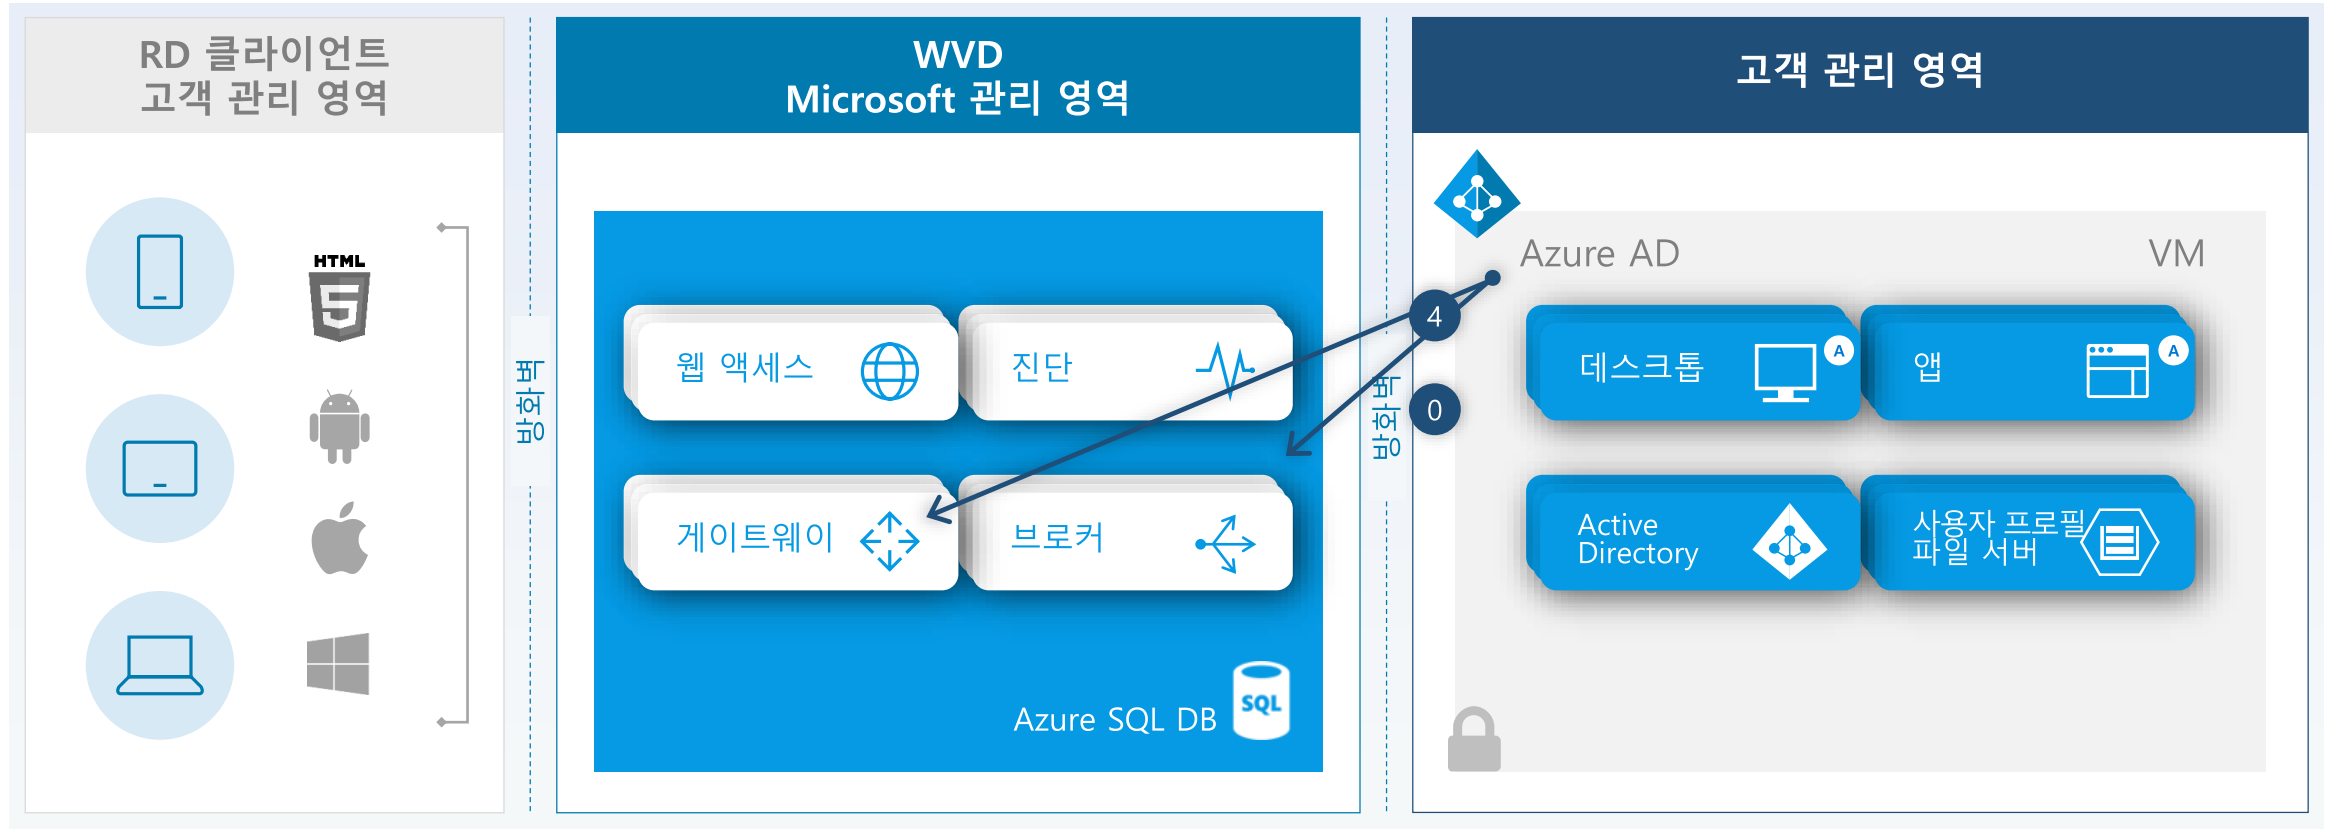 RD 클라이언트
고객 관리 영역
HTML
5
방화벽
WVD
Microsoft 관리 영역
웹 액세스
진단
게이트웨이
브로커
Azure SQL DB
SQL
방화벽
4
0
고객 관리 영역
Azure AD
VM
데스크톱
A
앱
A
Active
Directory
사용자 프로필
파일 서버